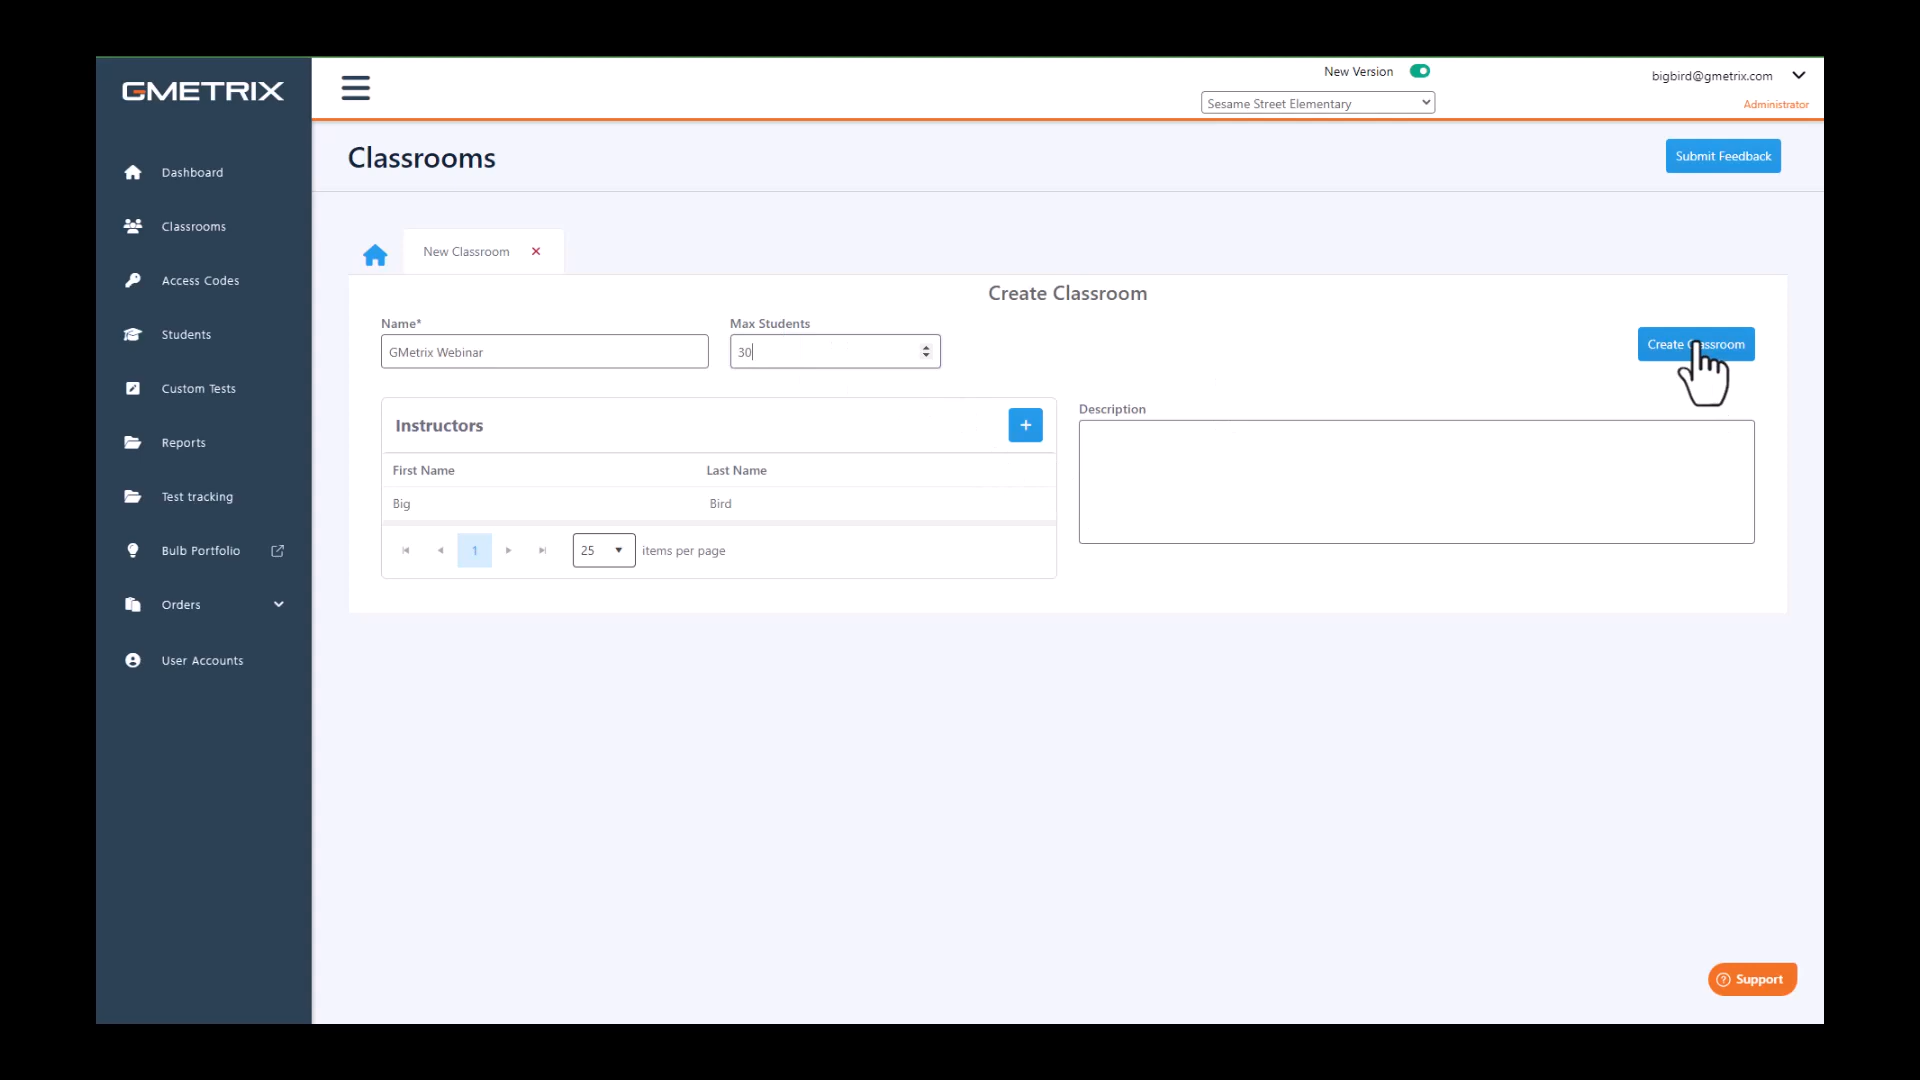 GMETRIX
New Version
Sesame Street Elementary
bigbird@gmetrix.com
Administrator
Dashboard
Classrooms
Access Codes
Students
Custom Tests
Reports
Test tracking
Bulb Portfolio
Orders
User Accounts
Classrooms
Submit Feedback
New Classroom
Create Classroom
Name*
Max Students
GMetrix Webinar
30
Create Classroom
Instructors
+
Description
First Name Last Name
Big Bird
1
25
items per page
Support